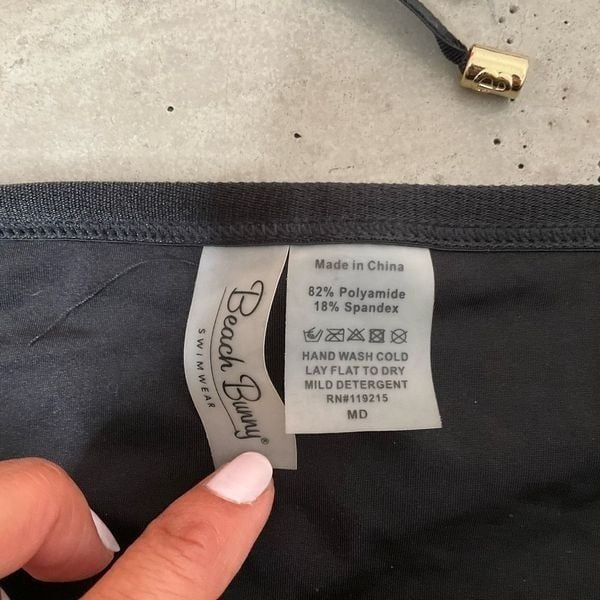 Beach Bunny®
SWIMWEAR
Made in China
82% Polyamide
18% Spandex
HAND WASH COLD
LAY FLAT TO DRY
MILD DETERGENT
RN#119215
MD